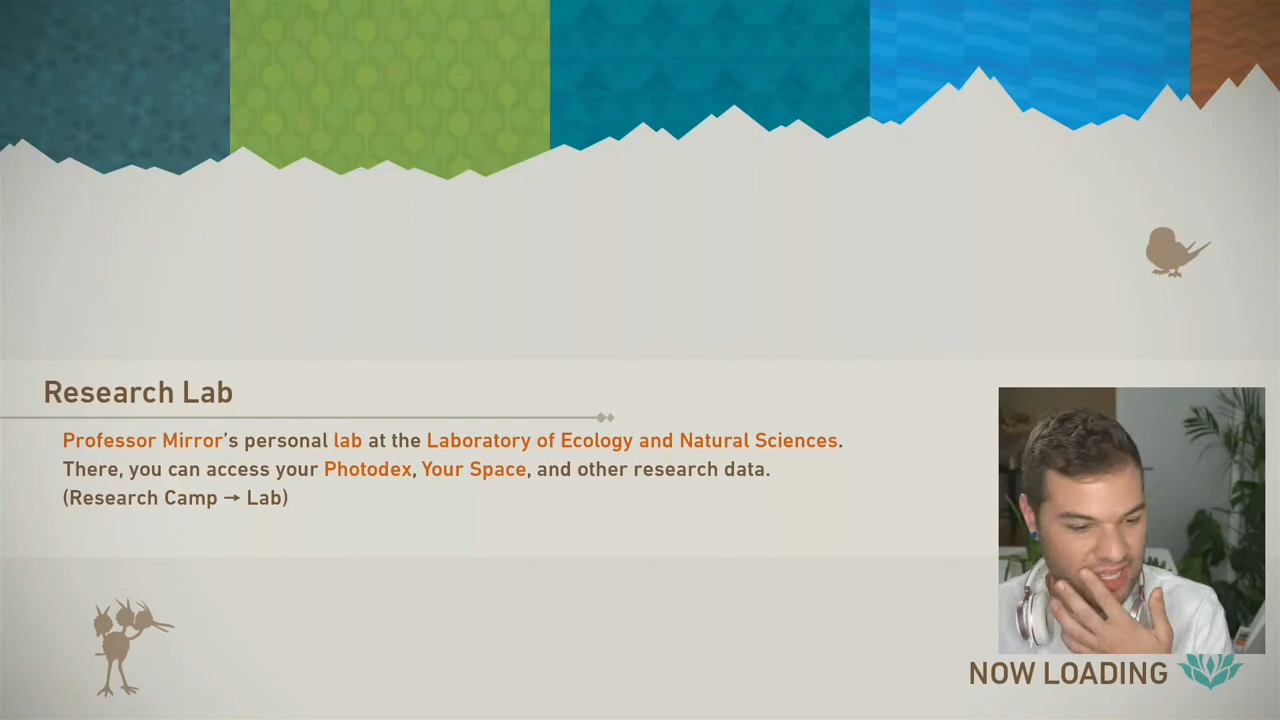 Research Lab
Professor Mirror's personal lab at the Laboratory of Ecology and Natural Sciences.
There, you can access your Photodex, Your Space, and other research data.
(Research Camp → Lab)
NOW LOADING